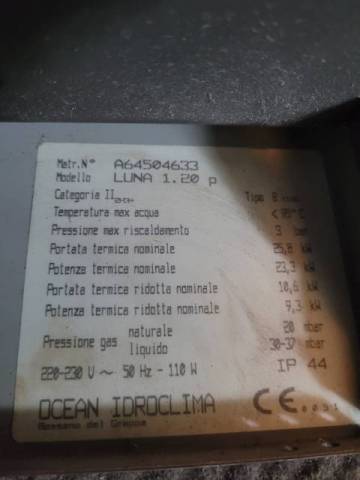 Matr.N° A64504633
Modello LUNA 1.20 p
Categoria II2H3+ Tipo B
Temperatura max acqua < 95°C
Pressione max riscaldamento 3 bar
Portata termica nominale 25,8 kW
Potenza termica nominale 23,3 kW
Portata termica ridotta nominale 10,6 kW
Potenza termica ridotta nominale 9,3 kW
Pressione gas naturale 20 mbar
liquido 30-37 mbar
220-230 V ~ 50 Hz - 110 W IP 44
OCEAN IDROCLIMA CE 0051
Bassano del Grappa